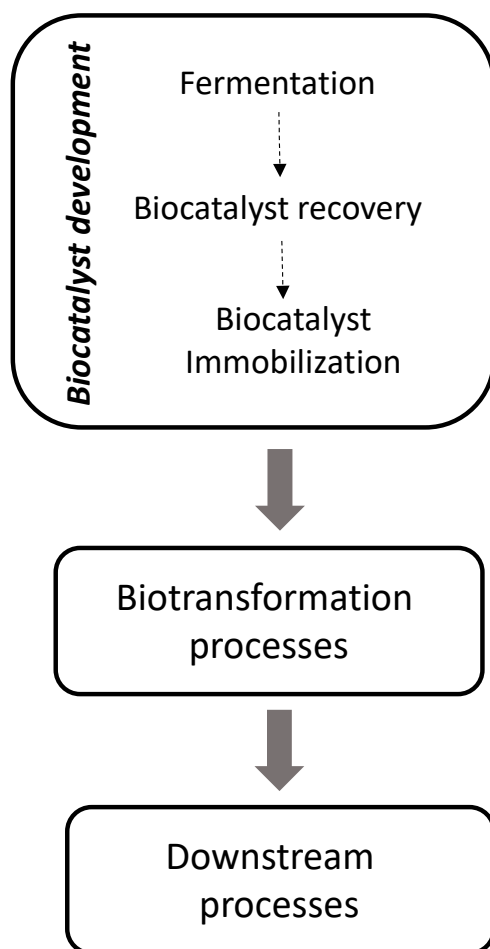 Biocatalyst development
Fermentation
Biocatalyst recovery
Biocatalyst
Immobilization
Biotransformation
processes
Downstream
processes